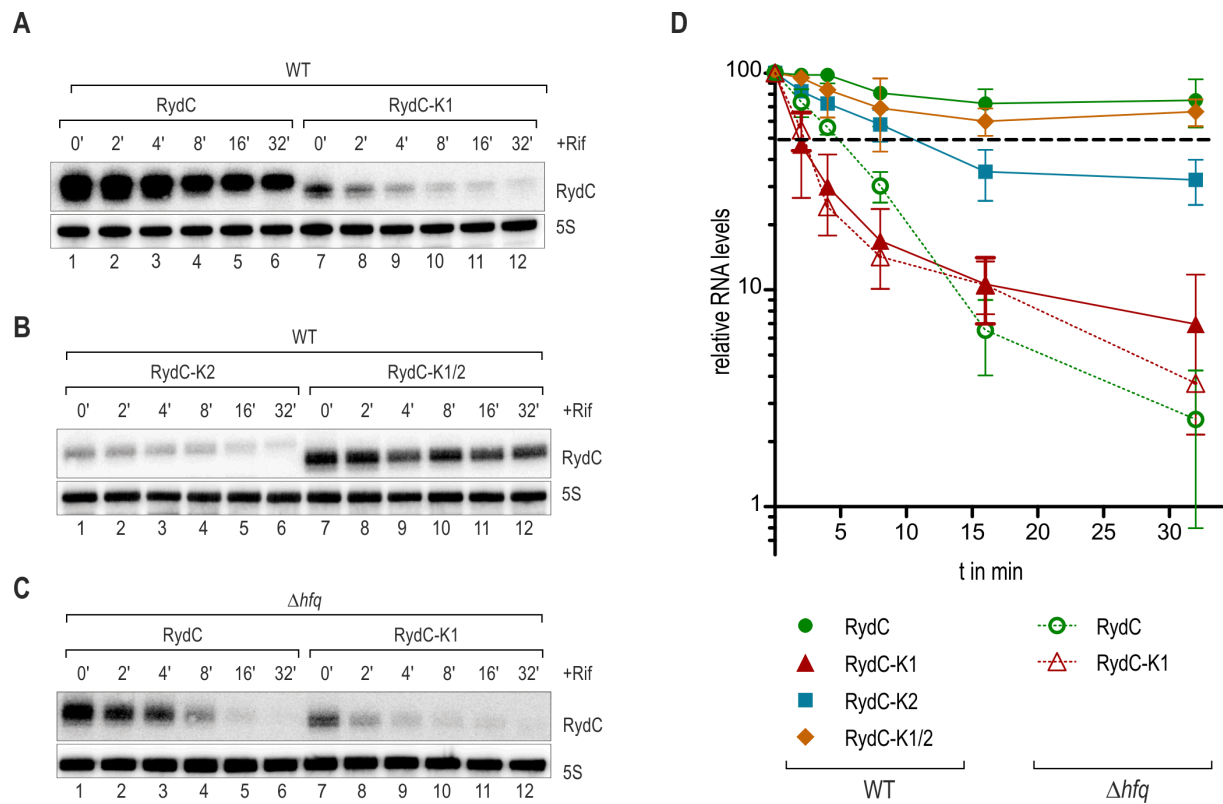 A
WT
RydC RydC-K1
0' 2' 4' 8' 16' 32' 0' 2' 4' 8' 16' 32' +Rif
RydC
5S
1 2 3 4 5 6 7 8 9 10 11 12
B
WT
RydC-K2 RydC-K1/2
0' 2' 4' 8' 16' 32' 0' 2' 4' 8' 16' 32' +Rif
RydC
5S
1 2 3 4 5 6 7 8 9 10 11 12
C
Δhfq
RydC RydC-K1
0' 2' 4' 8' 16' 32' 0' 2' 4' 8' 16' 32' +Rif
RydC
5S
1 2 3 4 5 6 7 8 9 10 11 12
D
100
10
1
relative RNA levels
5 10 15 20 25 30
t in min
RydC RydC
RydC-K1 RydC-K1
RydC-K2
RydC-K1/2
WT Δhfq